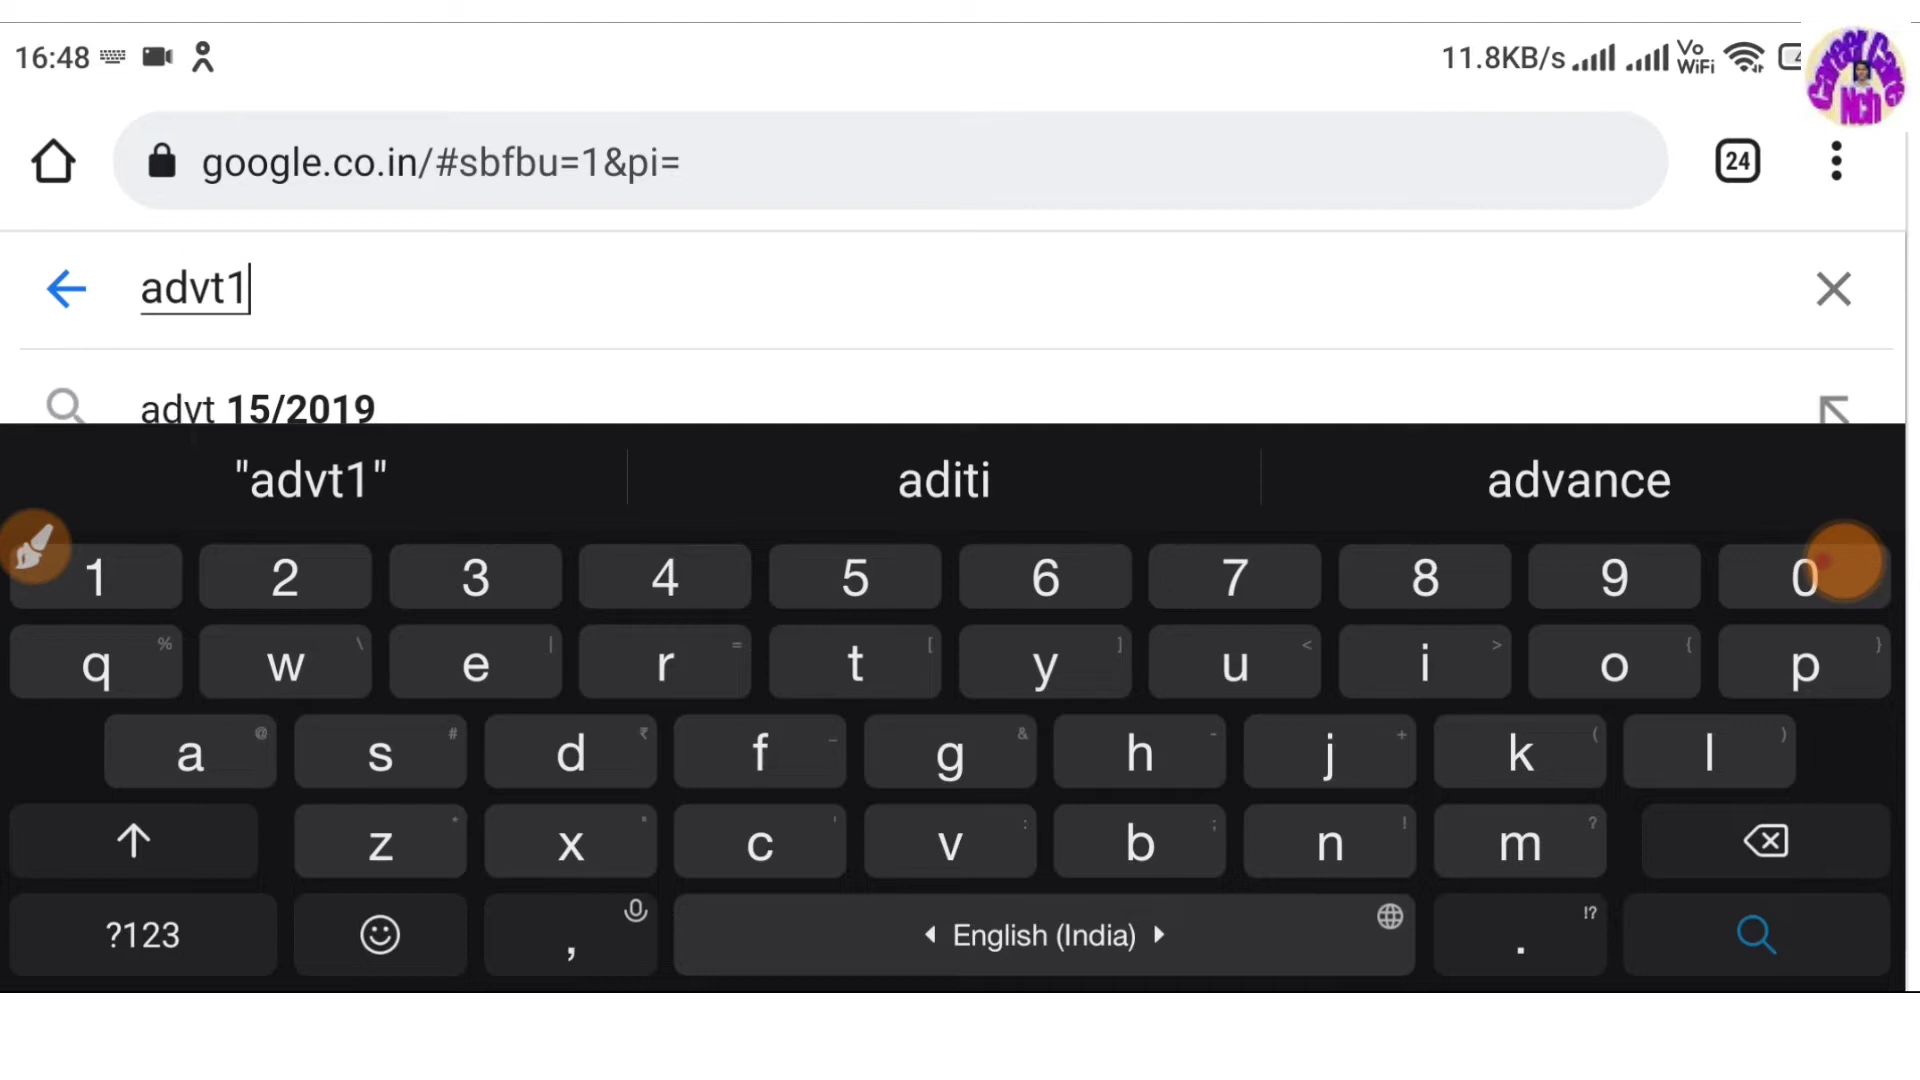 16:48 11.8KB/s Vo WiFi
google.co.in/#sbfbu=1&pi= 24
advt1
advt 15/2019
"advt1" aditi advance
1 2 3 4 5 6 7 8 9 0
q % w \ e | r = t [ y ] u < i > o { p }
a @ s # d ₹ f _ g & h - j + k ( l )
z * x " c ' v : b ; n ! m ?
?123 , English (India) . !?